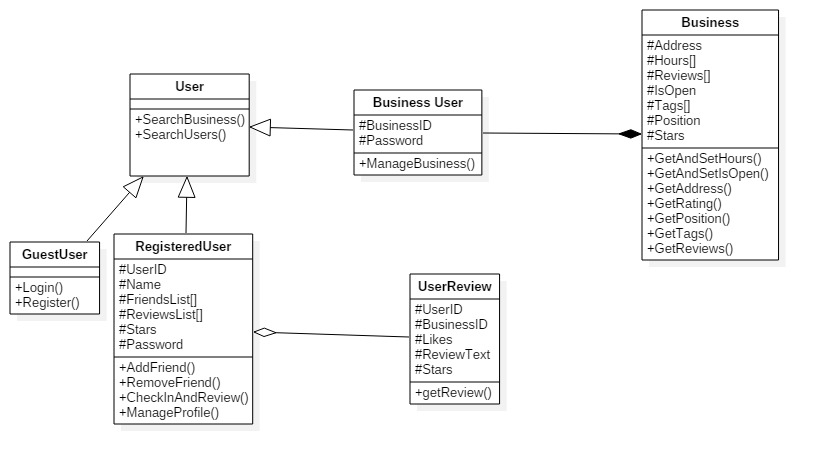 User
+SearchBusiness()
+SearchUsers()
Business User
#BusinessID
#Password
+ManageBusiness()
Business
#Address
#Hours[]
#Reviews[]
#IsOpen
#Tags[]
#Position
#Stars
+GetAndSetHours()
+GetAndSetIsOpen()
+GetAddress()
+GetRating()
+GetPosition()
+GetTags()
+GetReviews()
GuestUser
+Login()
+Register()
RegisteredUser
#UserID
#Name
#FriendsList[]
#ReviewsList[]
#Stars
#Password
+AddFriend()
+RemoveFriend()
+CheckInAndReview()
+ManageProfile()
UserReview
#UserID
#BusinessID
#Likes
#ReviewText
#Stars
+getReview()